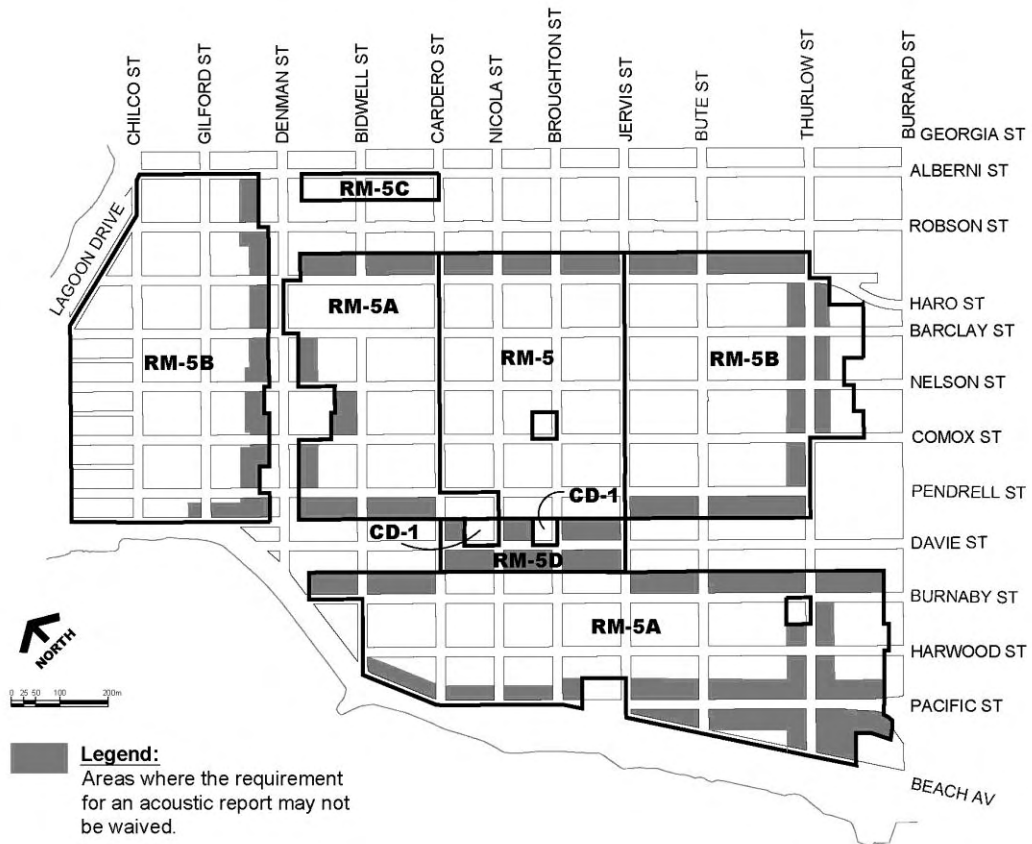 CHILCO ST
GILFORD ST
DENMAN ST
BIDWELL ST
CARDERO ST
NICOLA ST
BROUGHTON ST
JERVIS ST
BUTE ST
THURLOW ST
BURRARD ST
GEORGIA ST
ALBERNI ST
ROBSON ST
HARO ST
BARCLAY ST
NELSON ST
COMOX ST
PENDRELL ST
DAVIE ST
BURNABY ST
HARWOOD ST
PACIFIC ST
BEACH AV
LAGOON DRIVE
RM-5C
RM-5A
RM-5B
RM-5
RM-5B
CD-1
CD-1
RM-5D
RM-5A
NORTH
0 25 50 100 200m
Legend:
Areas where the requirement
for an acoustic report may not
be waived.